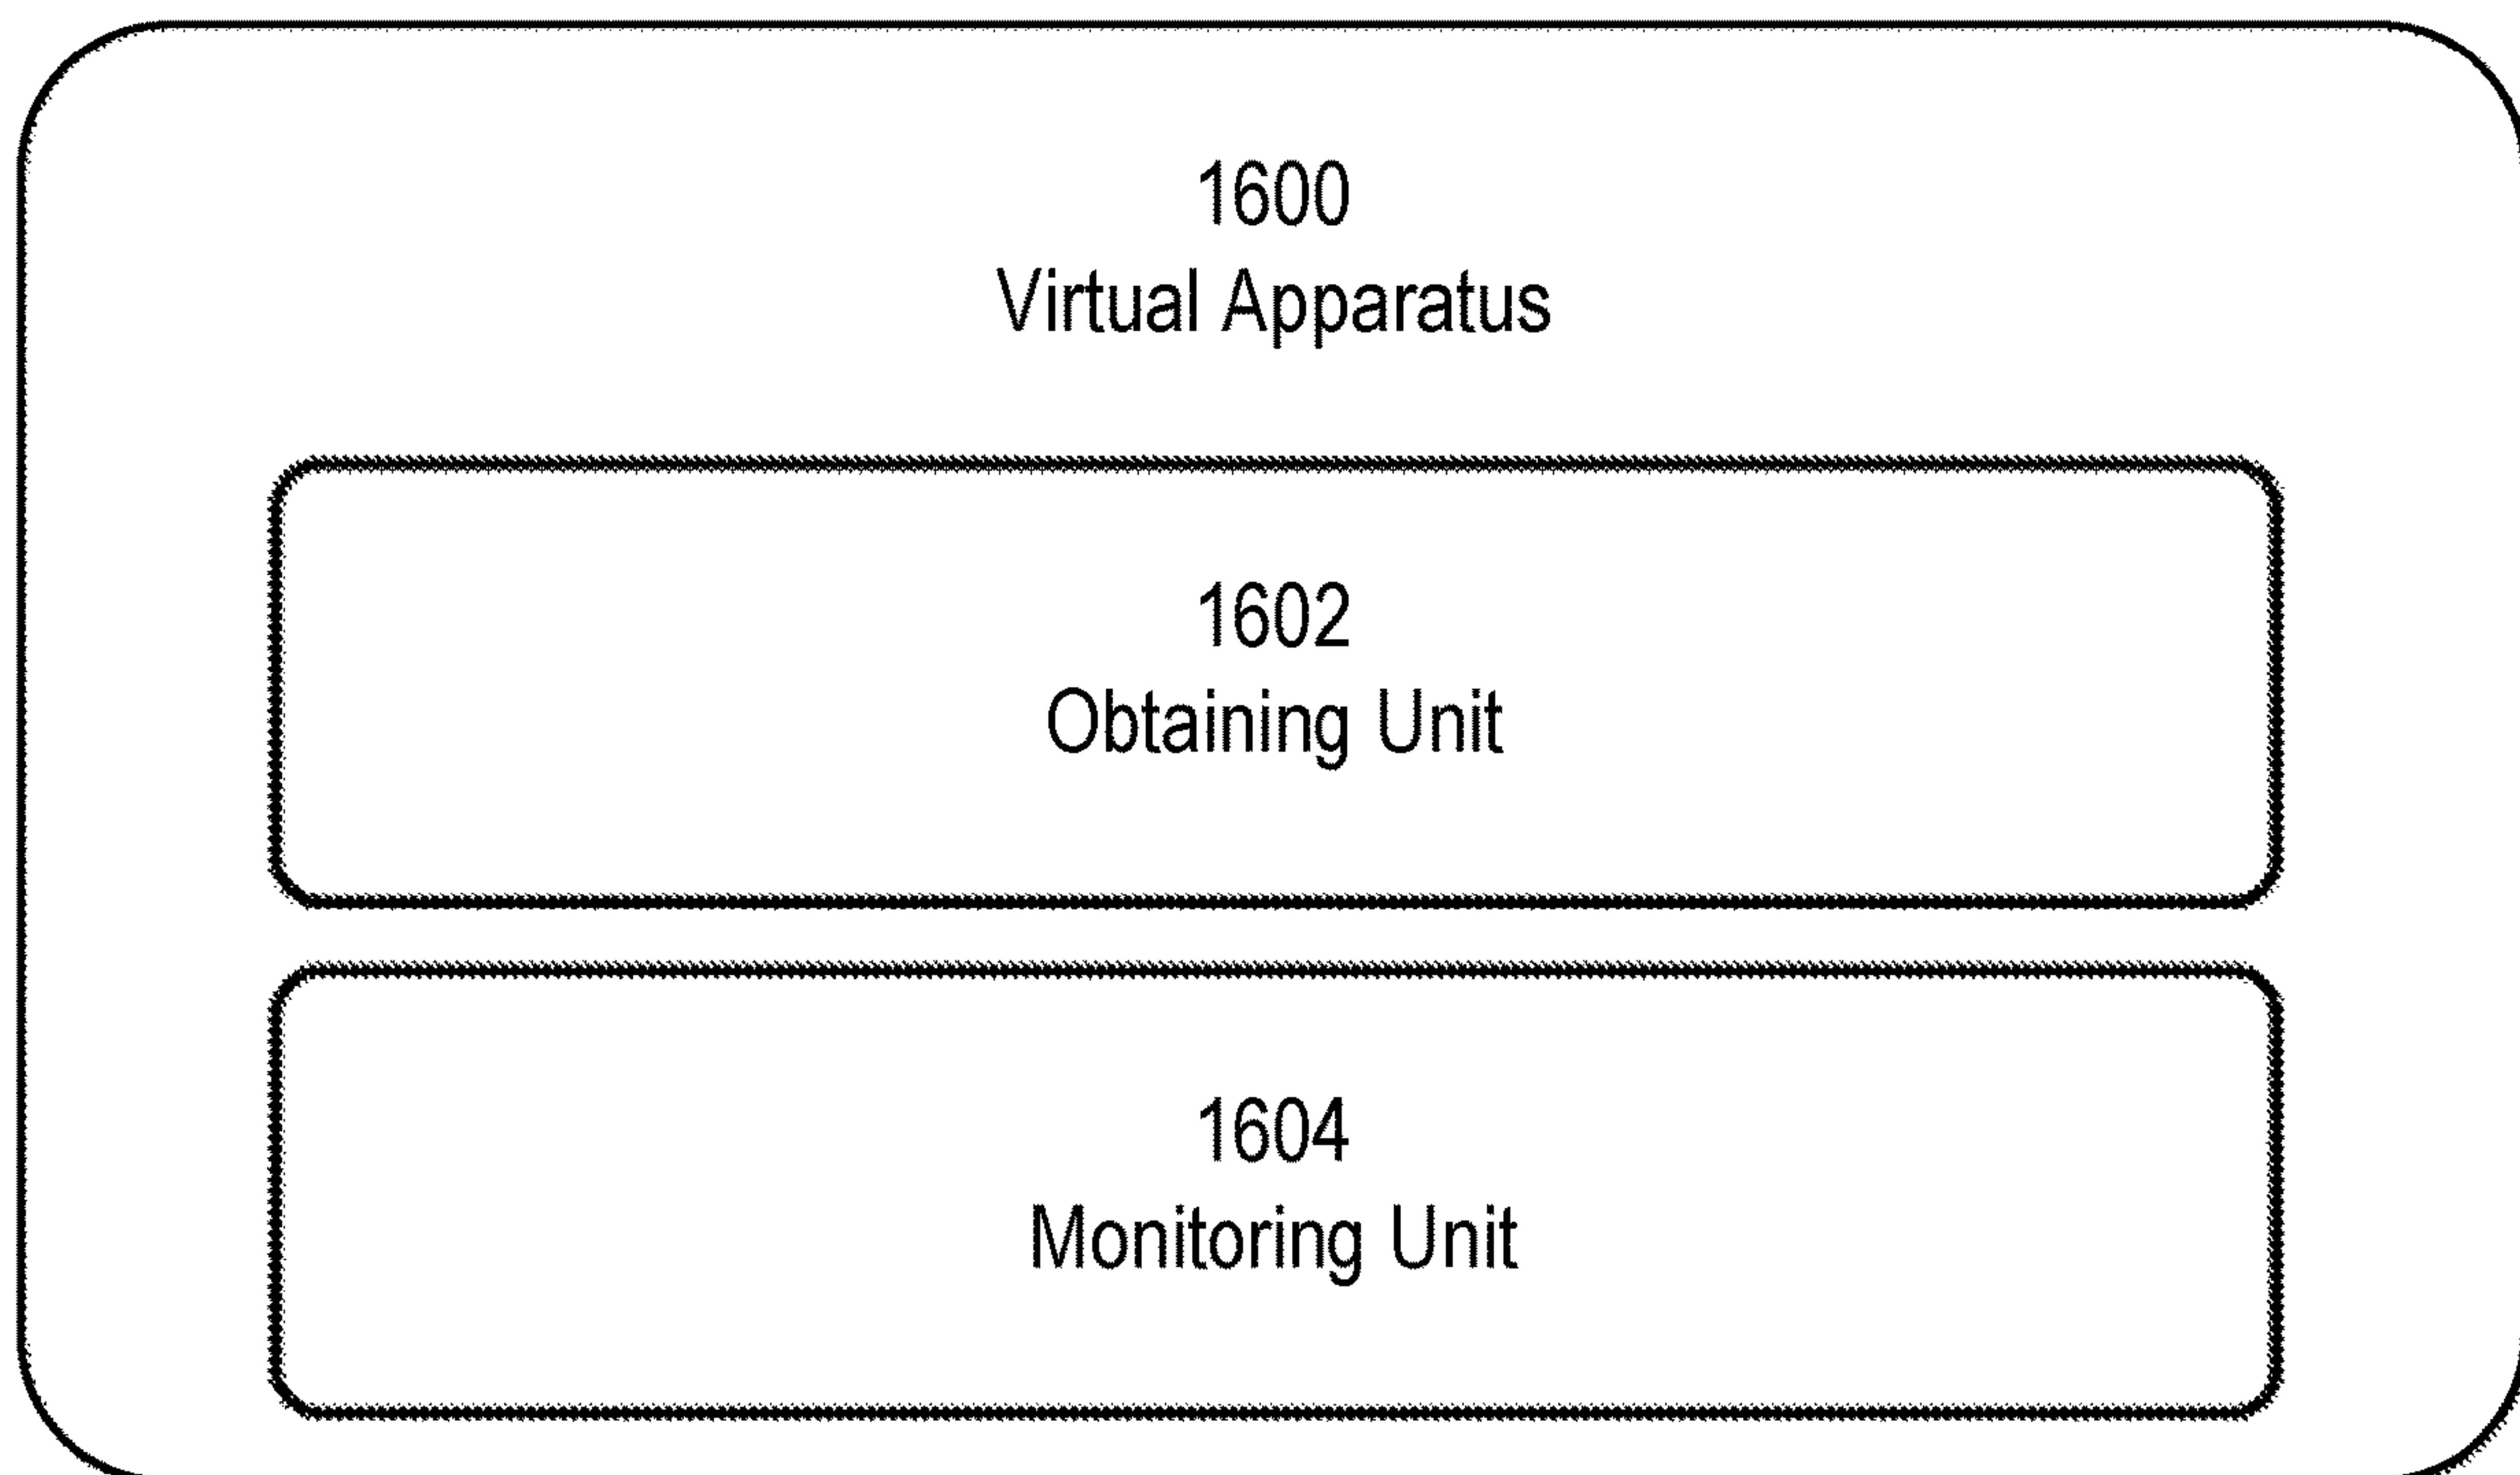 1600
Virtual Apparatus
1602
Obtaining Unit
1604
Monitoring Unit